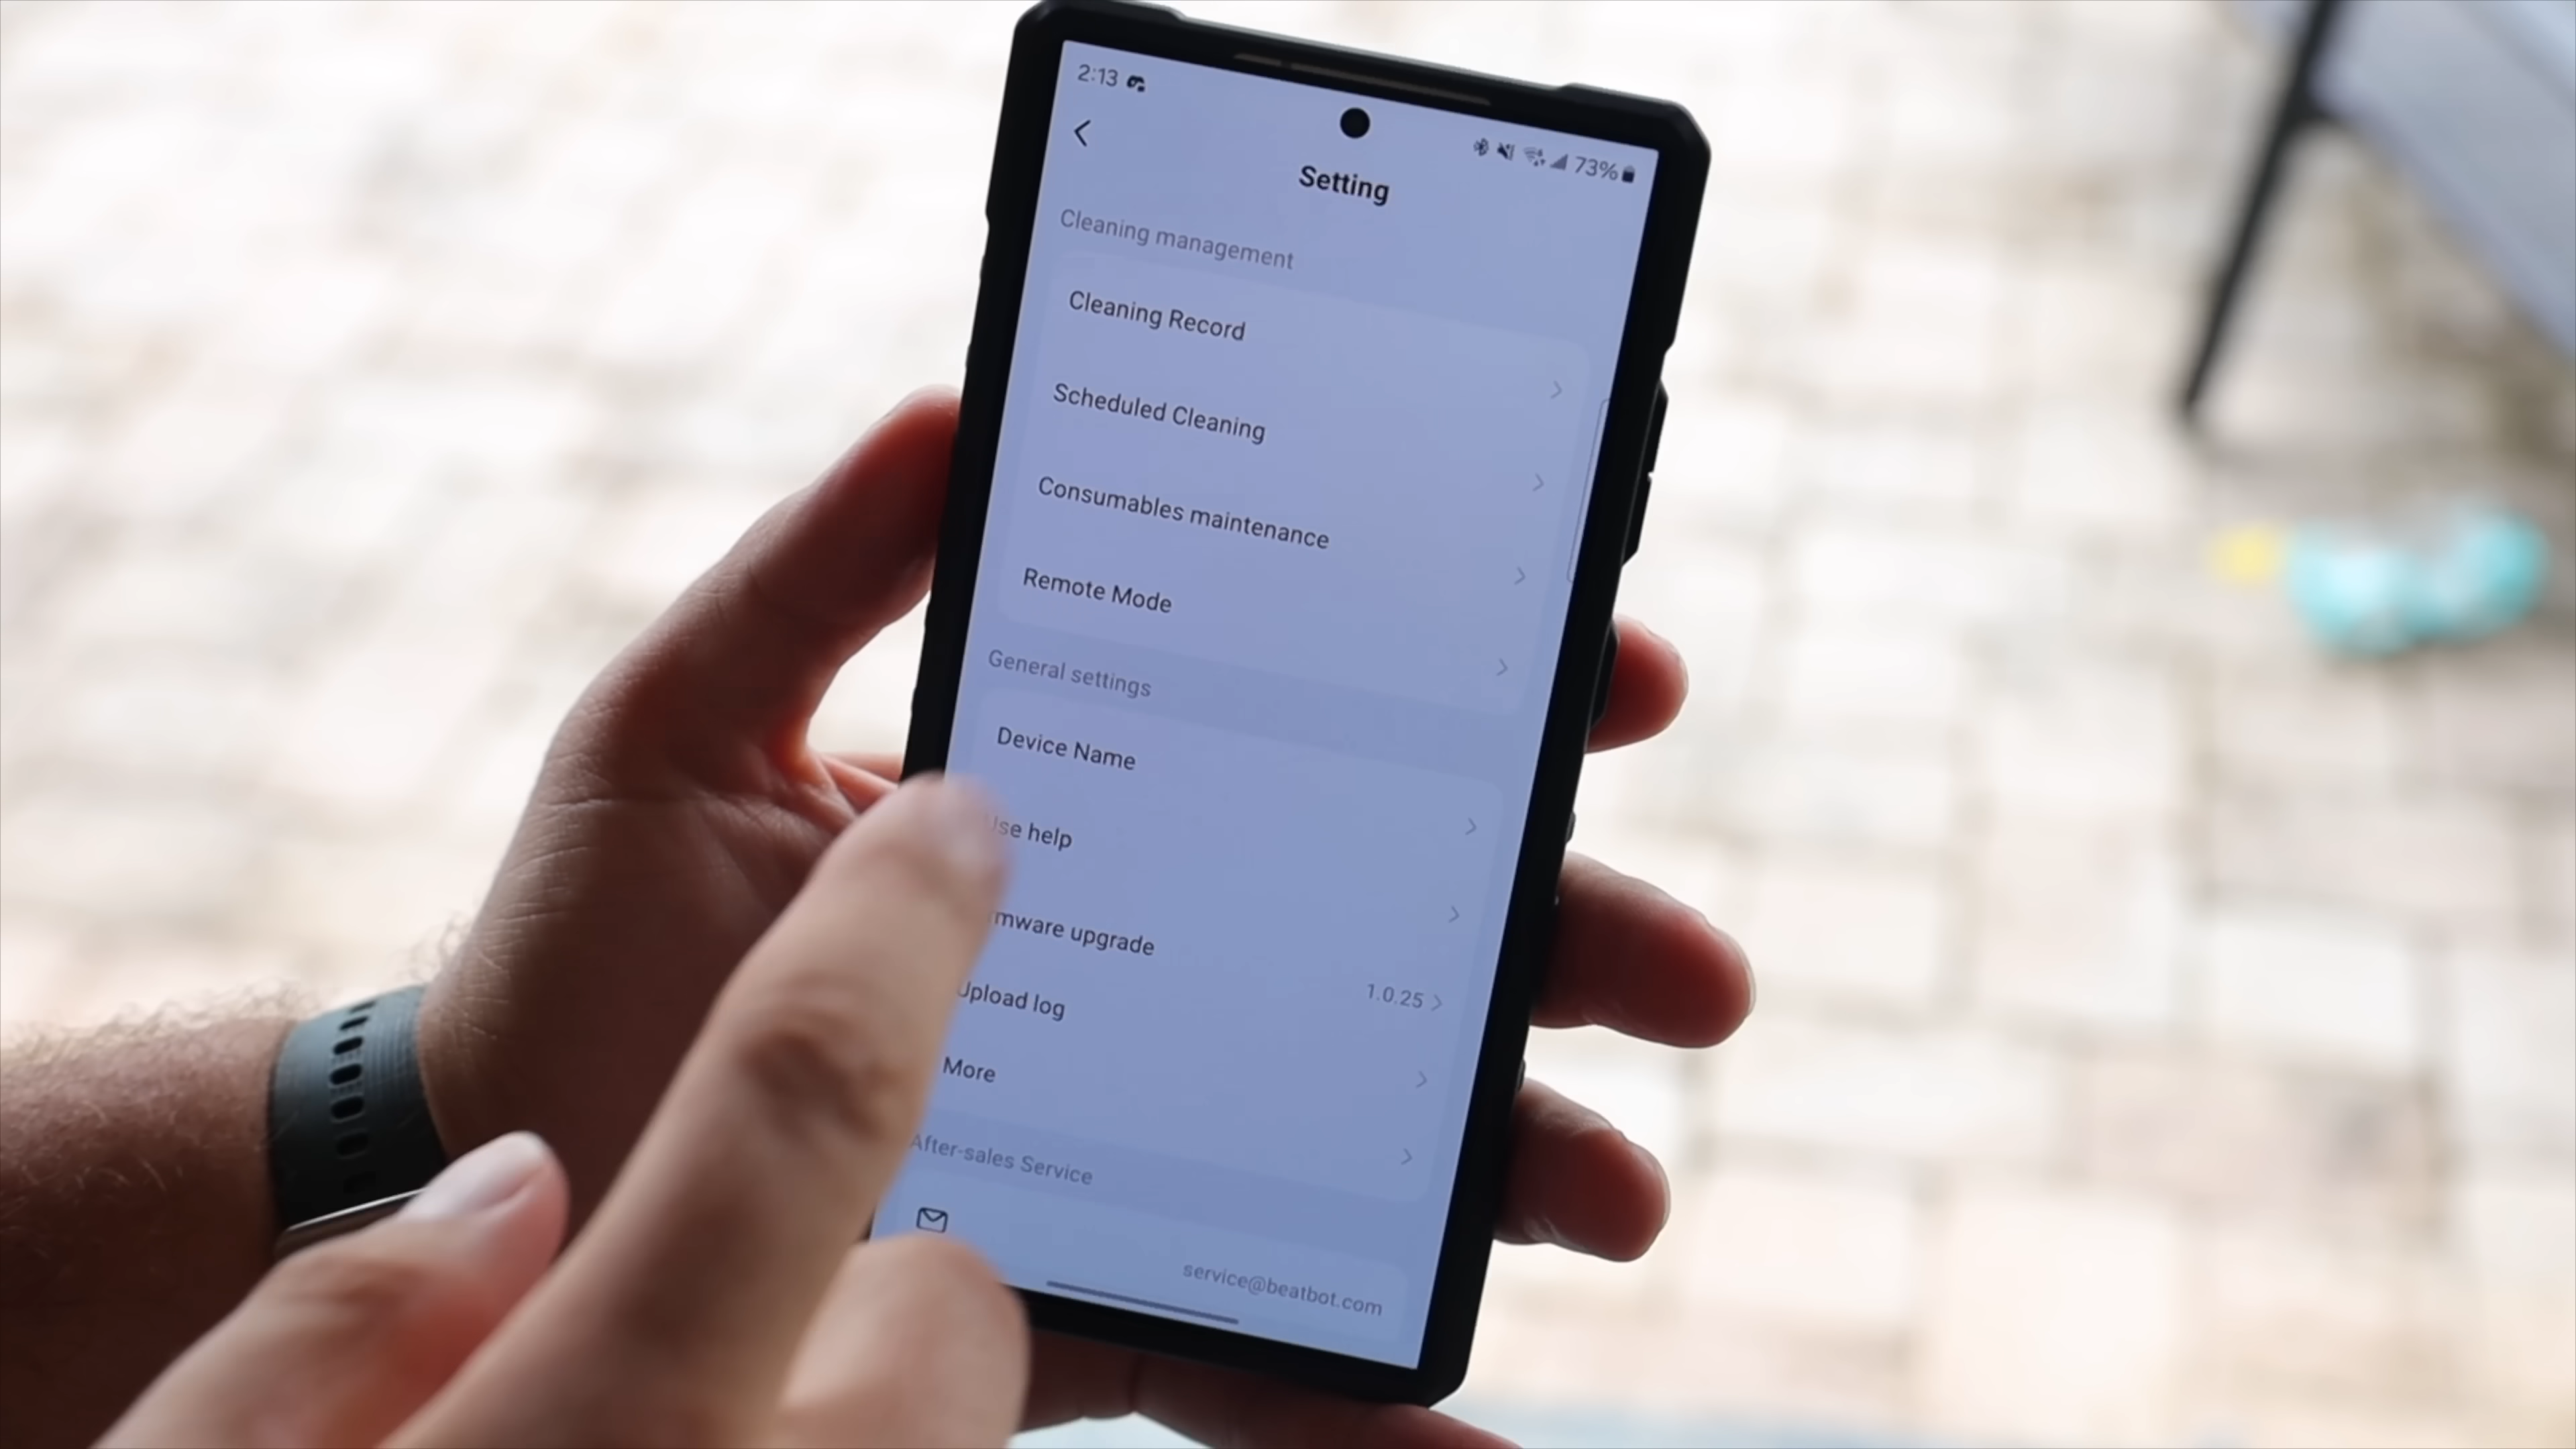 2:13
73%
Setting
Cleaning management
Cleaning Record
Scheduled Cleaning
Consumables maintenance
Remote Mode
General settings
Device Name
Use help
mware upgrade
1.0.25
Upload log
More
After-sales Service
service@beatbot.com